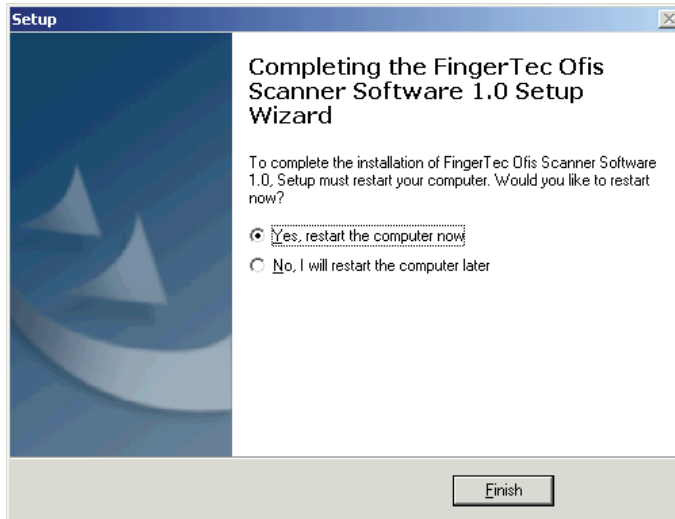 Setup
Completing the FingerTec Ofis
Scanner Software 1.0 Setup
Wizard
To complete the installation of FingerTec Ofis Scanner Software
1.0, Setup must restart your computer. Would you like to restart
now?
Yes, restart the computer now
No, I will restart the computer later
Finish